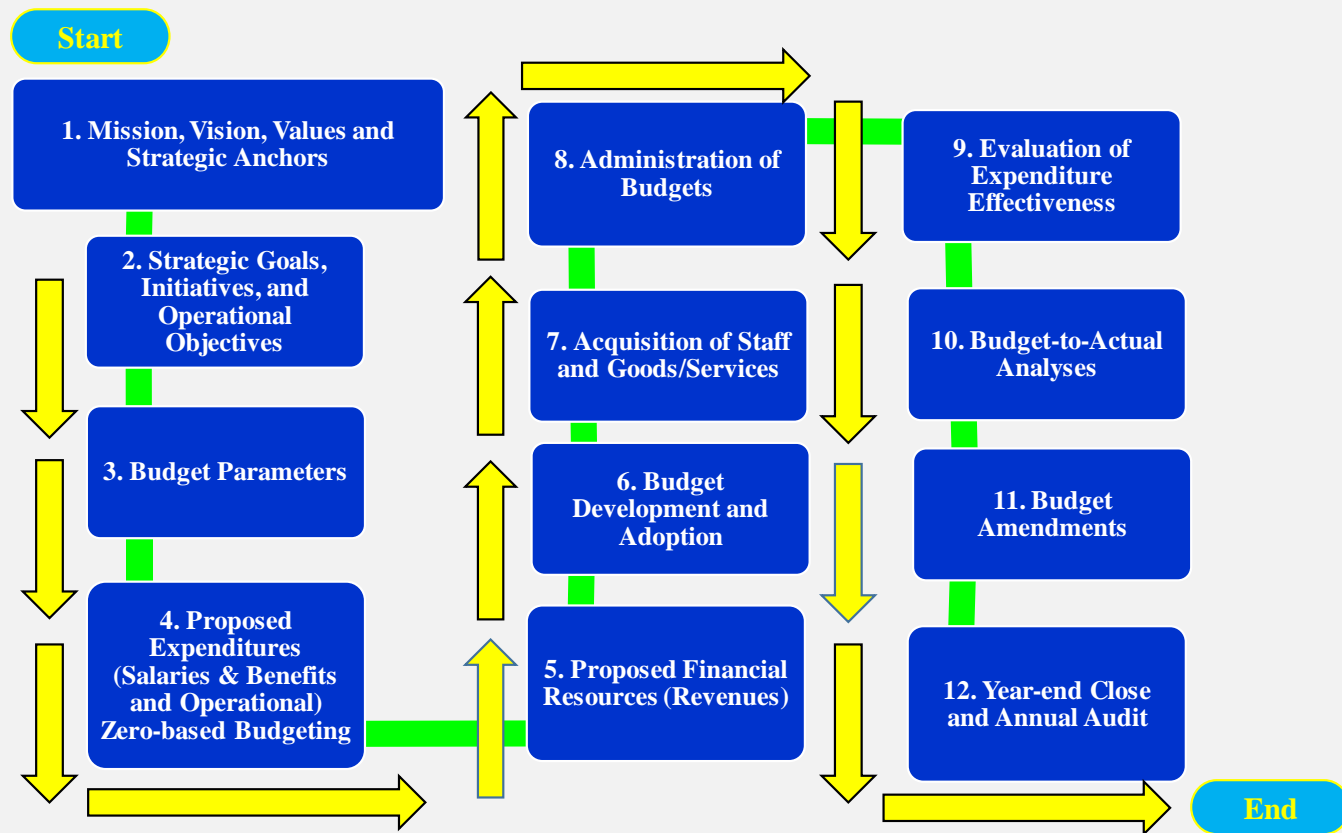 Start
1. Mission, Vision, Values and
Strategic Anchors
2. Strategic Goals,
Initiatives, and
Operational
Objectives
3. Budget Parameters
4. Proposed
Expenditures
(Salaries & Benefits
and Operational)
Zero-based Budgeting
5. Proposed Financial
Resources (Revenues)
6. Budget
Development and
Adoption
7. Acquisition of Staff
and Goods/Services
8. Administration of
Budgets
9. Evaluation of
Expenditure
Effectiveness
10. Budget-to-Actual
Analyses
11. Budget
Amendments
12. Year-end Close
and Annual Audit
End